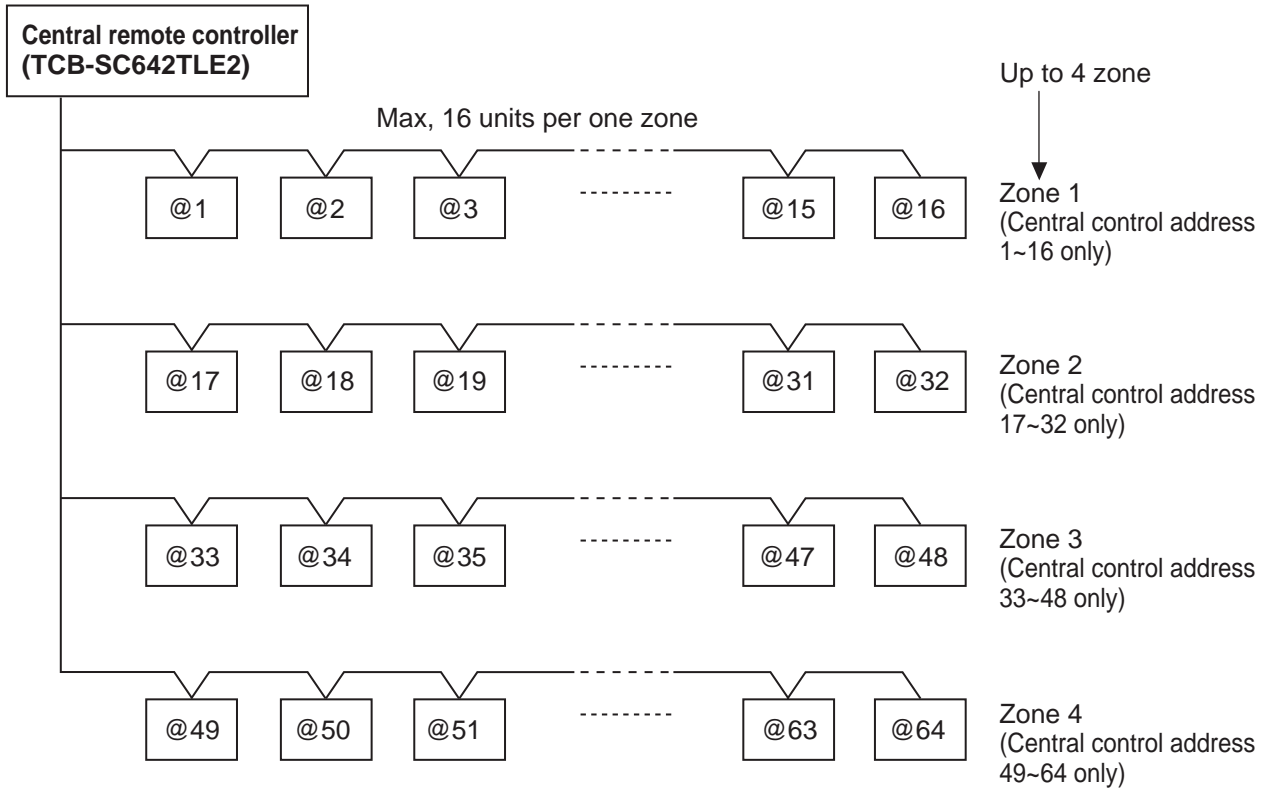 Central remote controller
(TCB-SC642TLE2)
Up to 4 zone
Max, 16 units per one zone
@1 @2 @3 @15 @16
Zone 1
(Central control address
1~16 only)
@17 @18 @19 @31 @32
Zone 2
(Central control address
17~32 only)
@33 @34 @35 @47 @48
Zone 3
(Central control address
33~48 only)
@49 @50 @51 @63 @64
Zone 4
(Central control address
49~64 only)